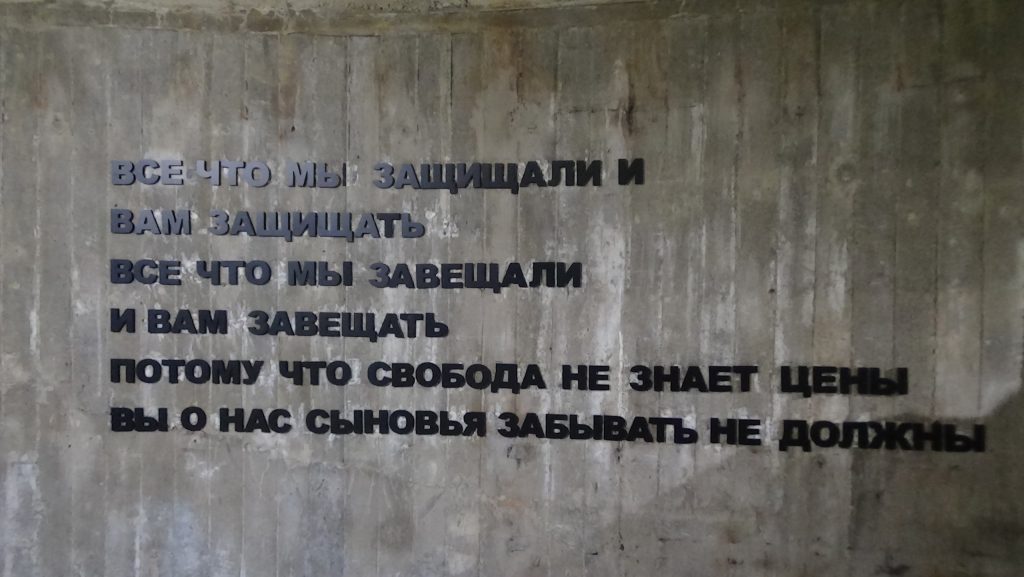 ВСЕ ЧТО МЫ ЗАЩИЩАЛИ И
ВАМ ЗАЩИЩАТЬ
ВСЕ ЧТО МЫ ЗАВЕЩАЛИ
И ВАМ ЗАВЕЩАТЬ
ПОТОМУ ЧТО СВОБОДА НЕ ЗНАЕТ ЦЕНЫ
ВЫ О НАС СЫНОВЬЯ ЗАБЫВАТЬ НЕ ДОЛЖНЫ